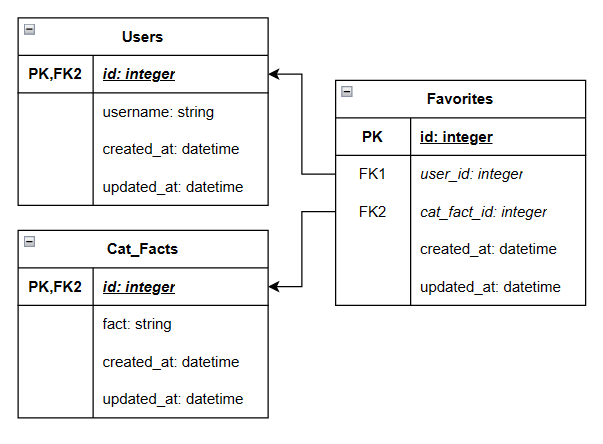 Users
PK,FK2 id: integer
username: string
created_at: datetime
updated_at: datetime
Favorites
PK id: integer
FK1 user_id: integer
FK2 cat_fact_id: integer
created_at: datetime
updated_at: datetime
Cat_Facts
PK,FK2 id: integer
fact: string
created_at: datetime
updated_at: datetime